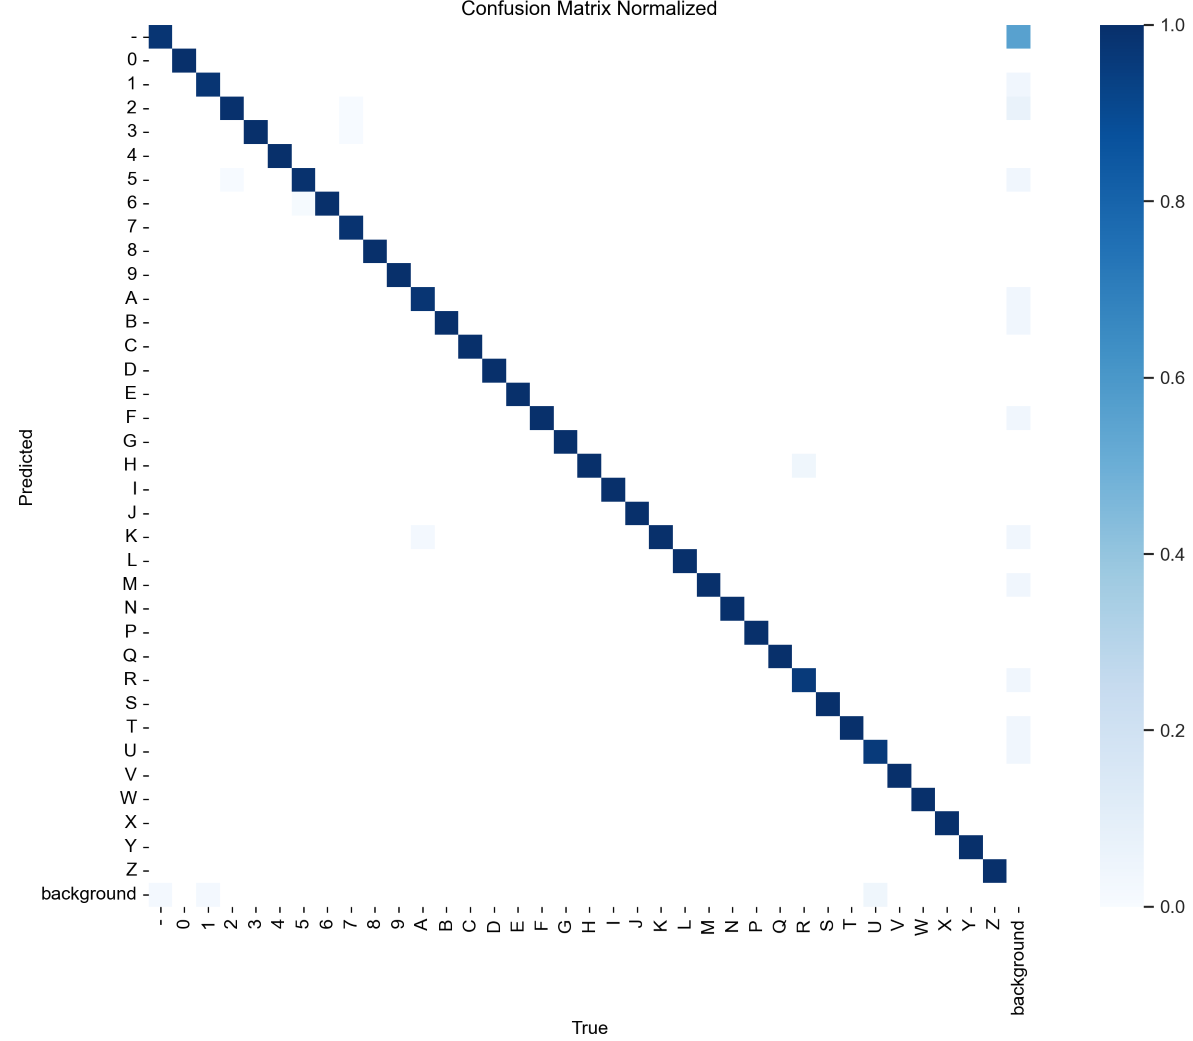 Confusion Matrix Normalized
-
0
1
2
3
4
5
6
7
8
9
A
B
C
D
E
F
G
H
I
J
K
L
M
N
P
Q
R
S
T
U
V
W
X
Y
Z
background
Predicted
- 0 1 2 3 4 5 6 7 8 9 A B C D E F G H I J K L M N P Q R S T U V W X Y Z background
True
1.0
0.8
0.6
0.4
0.2
0.0